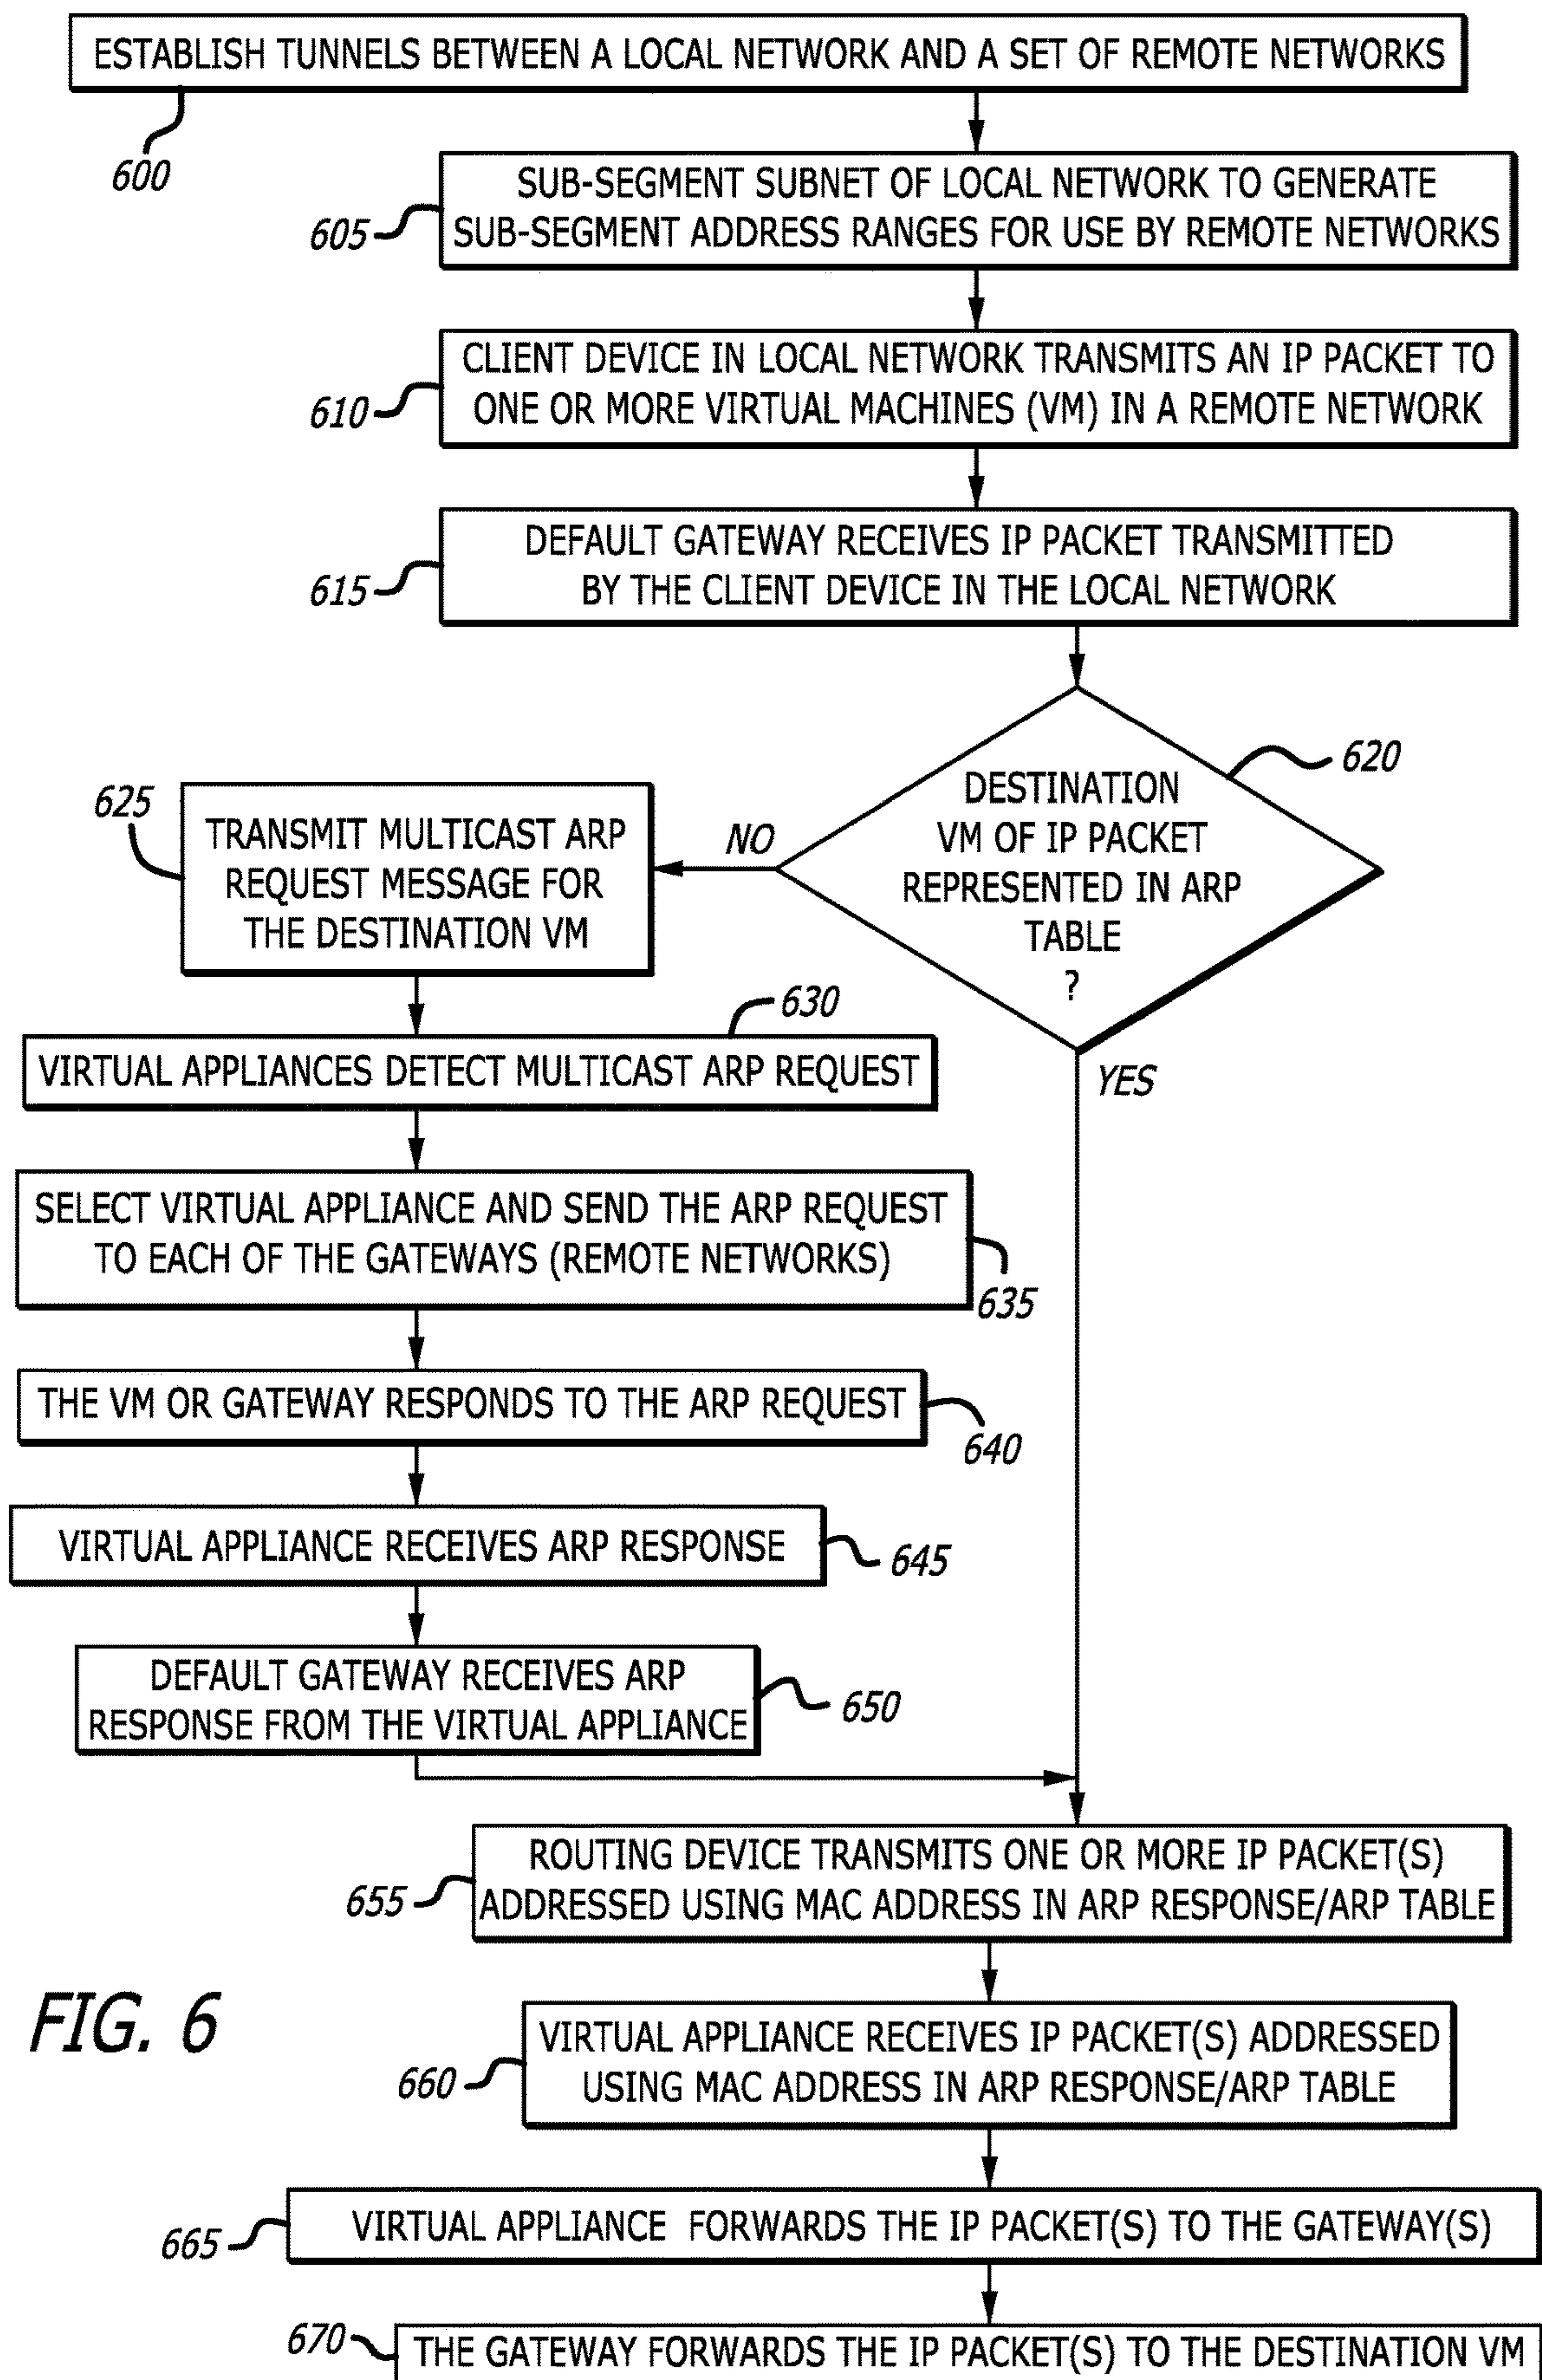 ESTABLISH TUNNELS BETWEEN A LOCAL NETWORK AND A SET OF REMOTE NETWORKS
600
SUB-SEGMENT SUBNET OF LOCAL NETWORK TO GENERATE
SUB-SEGMENT ADDRESS RANGES FOR USE BY REMOTE NETWORKS
605
CLIENT DEVICE IN LOCAL NETWORK TRANSMITS AN IP PACKET TO
ONE OR MORE VIRTUAL MACHINES (VM) IN A REMOTE NETWORK
610
DEFAULT GATEWAY RECEIVES IP PACKET TRANSMITTED
BY THE CLIENT DEVICE IN THE LOCAL NETWORK
615
DESTINATION
VM OF IP PACKET
REPRESENTED IN ARP
TABLE
?
620
NO
YES
625
TRANSMIT MULTICAST ARP
REQUEST MESSAGE FOR
THE DESTINATION VM
630
VIRTUAL APPLIANCES DETECT MULTICAST ARP REQUEST
SELECT VIRTUAL APPLIANCE AND SEND THE ARP REQUEST
TO EACH OF THE GATEWAYS (REMOTE NETWORKS)
635
THE VM OR GATEWAY RESPONDS TO THE ARP REQUEST
640
VIRTUAL APPLIANCE RECEIVES ARP RESPONSE
645
DEFAULT GATEWAY RECEIVES ARP
RESPONSE FROM THE VIRTUAL APPLIANCE
650
ROUTING DEVICE TRANSMITS ONE OR MORE IP PACKET(S)
ADDRESSED USING MAC ADDRESS IN ARP RESPONSE/ARP TABLE
655
FIG. 6
VIRTUAL APPLIANCE RECEIVES IP PACKET(S) ADDRESSED
USING MAC ADDRESS IN ARP RESPONSE/ARP TABLE
660
VIRTUAL APPLIANCE FORWARDS THE IP PACKET(S) TO THE GATEWAY(S)
665
670
THE GATEWAY FORWARDS THE IP PACKET(S) TO THE DESTINATION VM